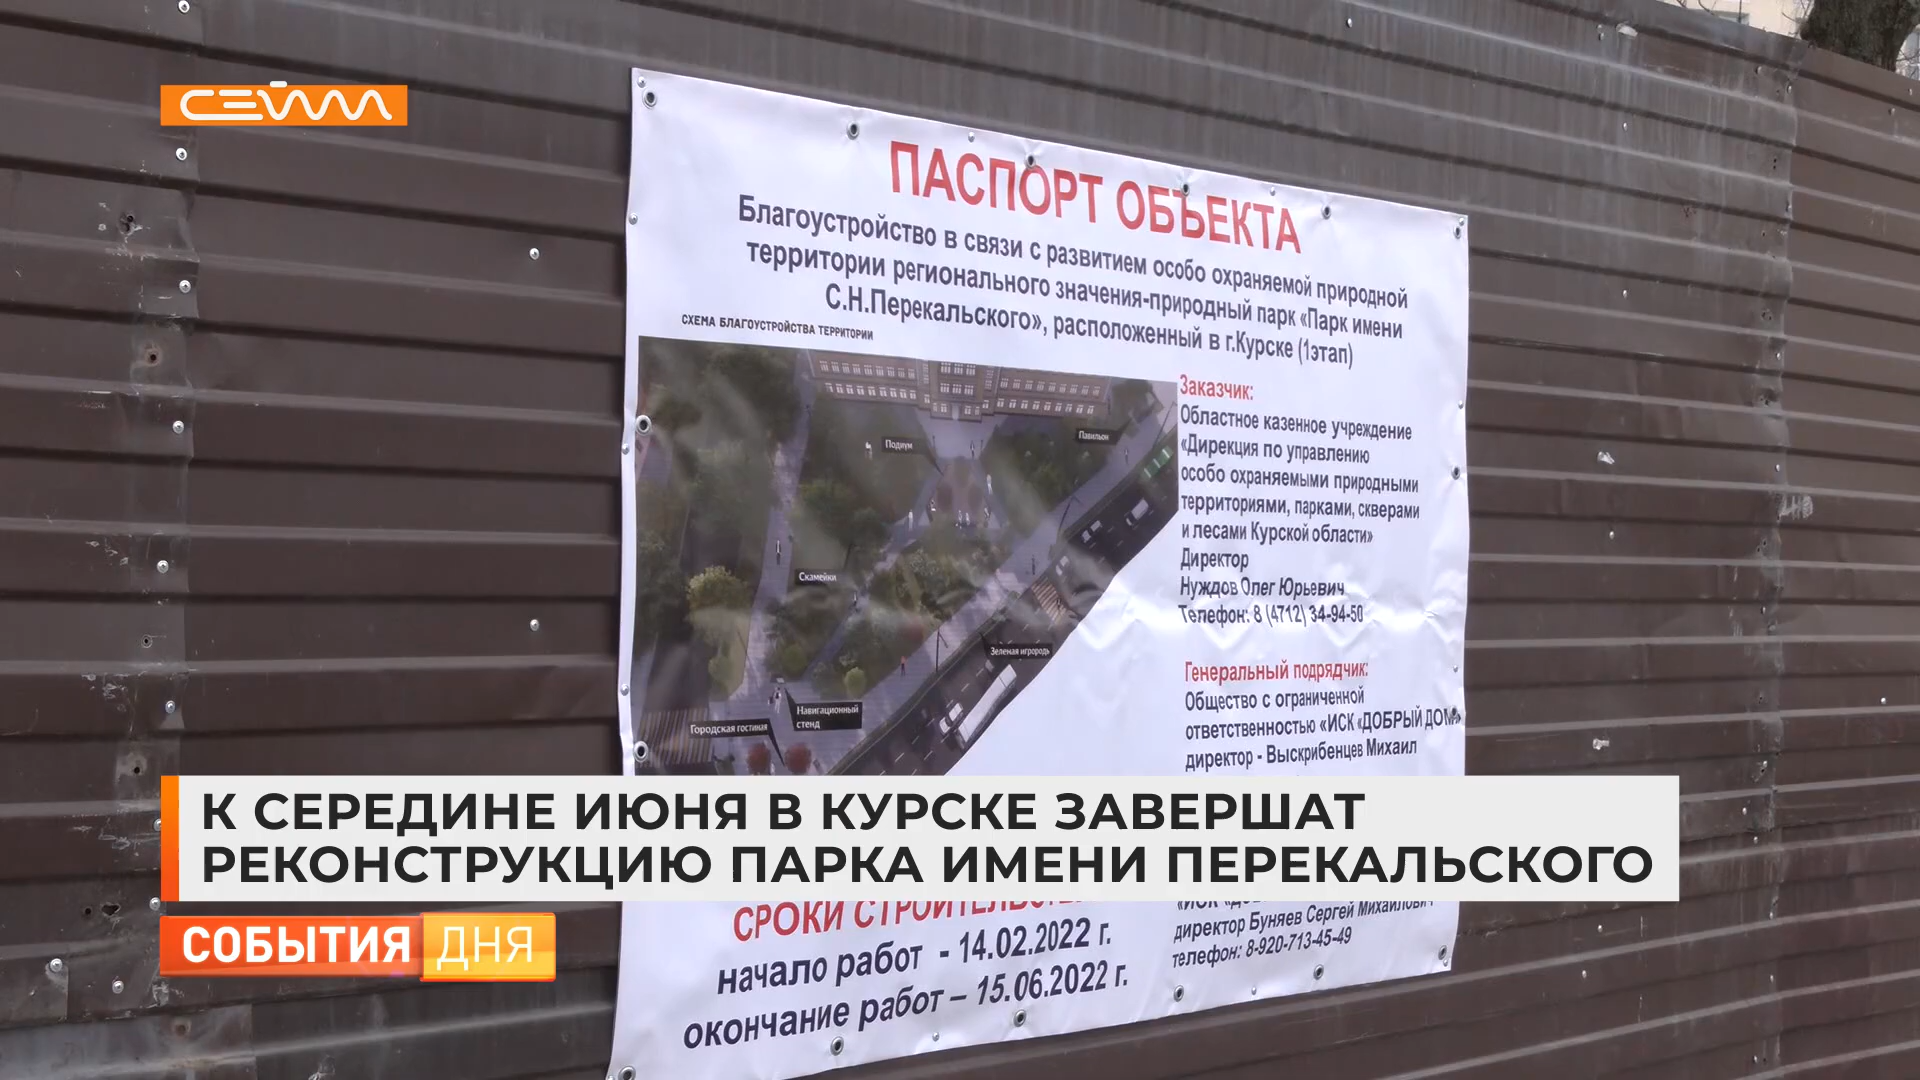 СЕЙМ
ПАСПОРТ ОБЪЕКТА
Благоустройство в связи с развитием особо охраняемой природной
территории регионального значения-природный парк «Парк имени
С.Н.Перекальского», расположенный в г.Курске (1этап)
СХЕМА БЛАГОУСТРОЙСТВА ТЕРРИТОРИИ
Подиум
Павильон
Скамейки
Зеленая игрородь
Навигационный
стенд
Городская гостиная
Заказчик:
Областное казенное учреждение
«Дирекция по управлению
особо охраняемыми природными
территориями, парками, скверами
и лесами Курской области»
Директор
Нуждов Олег Юрьевич
Телефон: 8 (4712) 34-94-50
Генеральный подрядчик:
Общество с ограниченной
ответственностью «ИСК «ДОБРЫЙ ДОМ»
директор - Выскрибенцев Михаил
К СЕРЕДИНЕ ИЮНЯ В КУРСКЕ ЗАВЕРШАТ
РЕКОНСТРУКЦИЮ ПАРКА ИМЕНИ ПЕРЕКАЛЬСКОГО
СОБЫТИЯ ДНЯ
СРОКИ
начало работ - 14.02.2022 г.
окончание работ – 15.06.2022 г.
директор Буняев Сергей Михайлович
телефон: 8-920-713-45-49